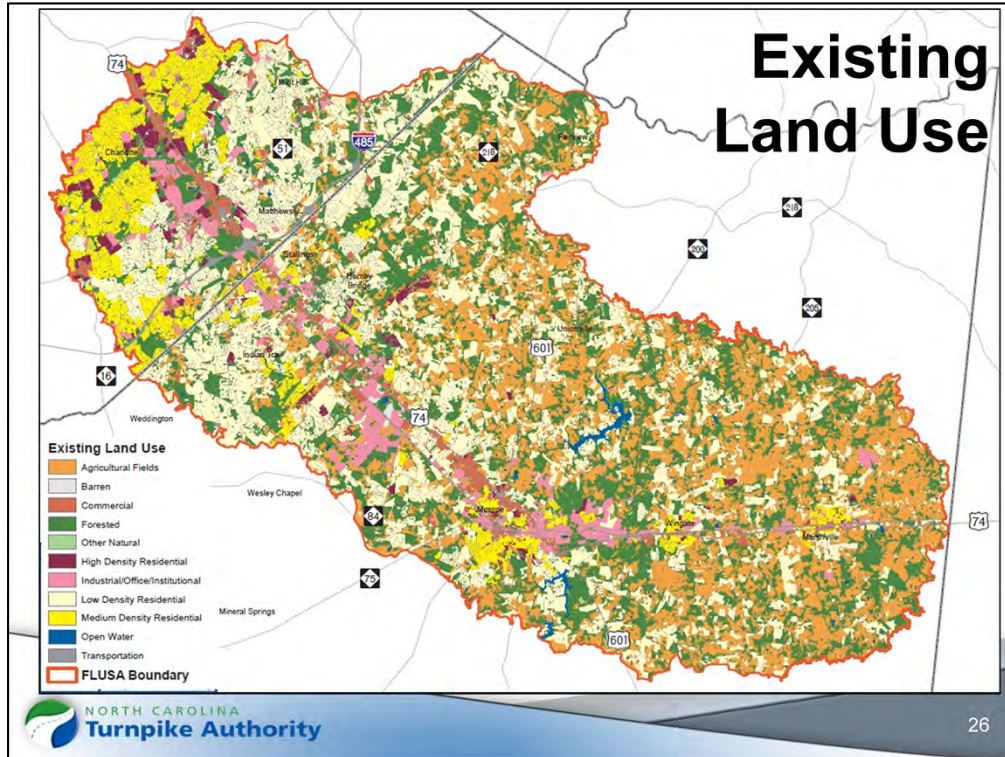 Existing
Land Use
74
Mint Hill
Charlotte
51
485
218
Fairview
Matthews
218
200
Stallings
Hemby
Bridge
205
Unionville
601
Indian Trail
16
Weddington
74
Existing Land Use
Agricultural Fields
Barren
Commercial
Forested
Other Natural
High Density Residential
Industrial/Office/Institutional
Low Density Residential
Medium Density Residential
Open Water
Transportation
FLUSA Boundary
Wesley Chapel
84
Monroe
Wingate
Marshville
74
75
Mineral Springs
601
NORTH CAROLINA
Turnpike Authority
26